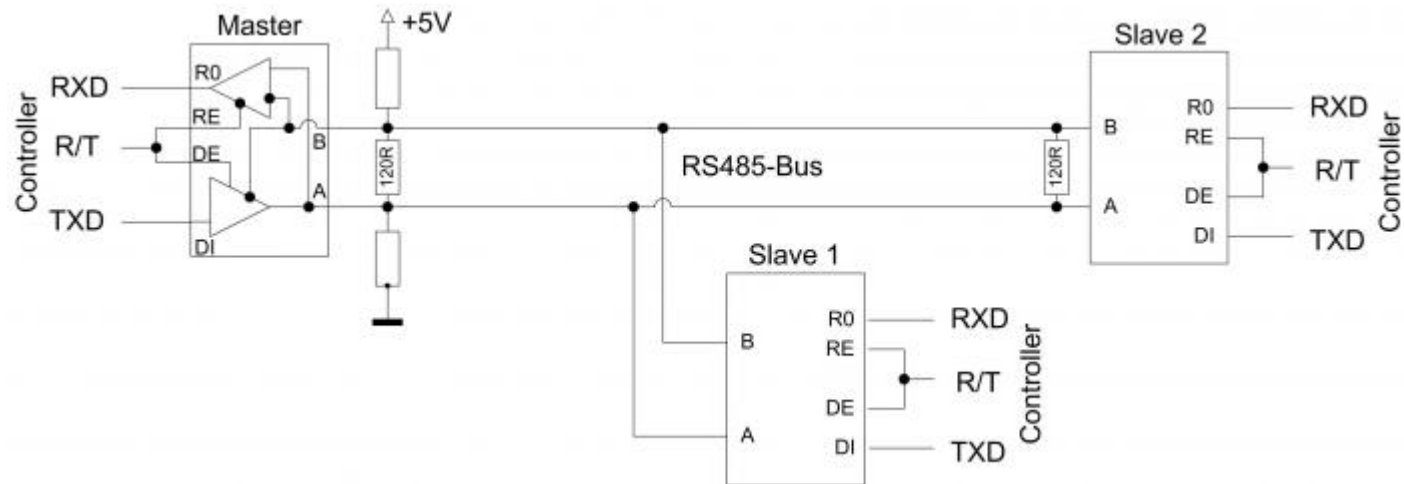 Master
+5V
Slave 2
Controller
RXD
R/T
TXD
R0
RE
DE
DI
B
A
120R
RS485-Bus
120R
B
A
R0
RE
DE
DI
RXD
R/T
TXD
Controller
Slave 1
B
A
R0
RE
DE
DI
RXD
R/T
TXD
Controller